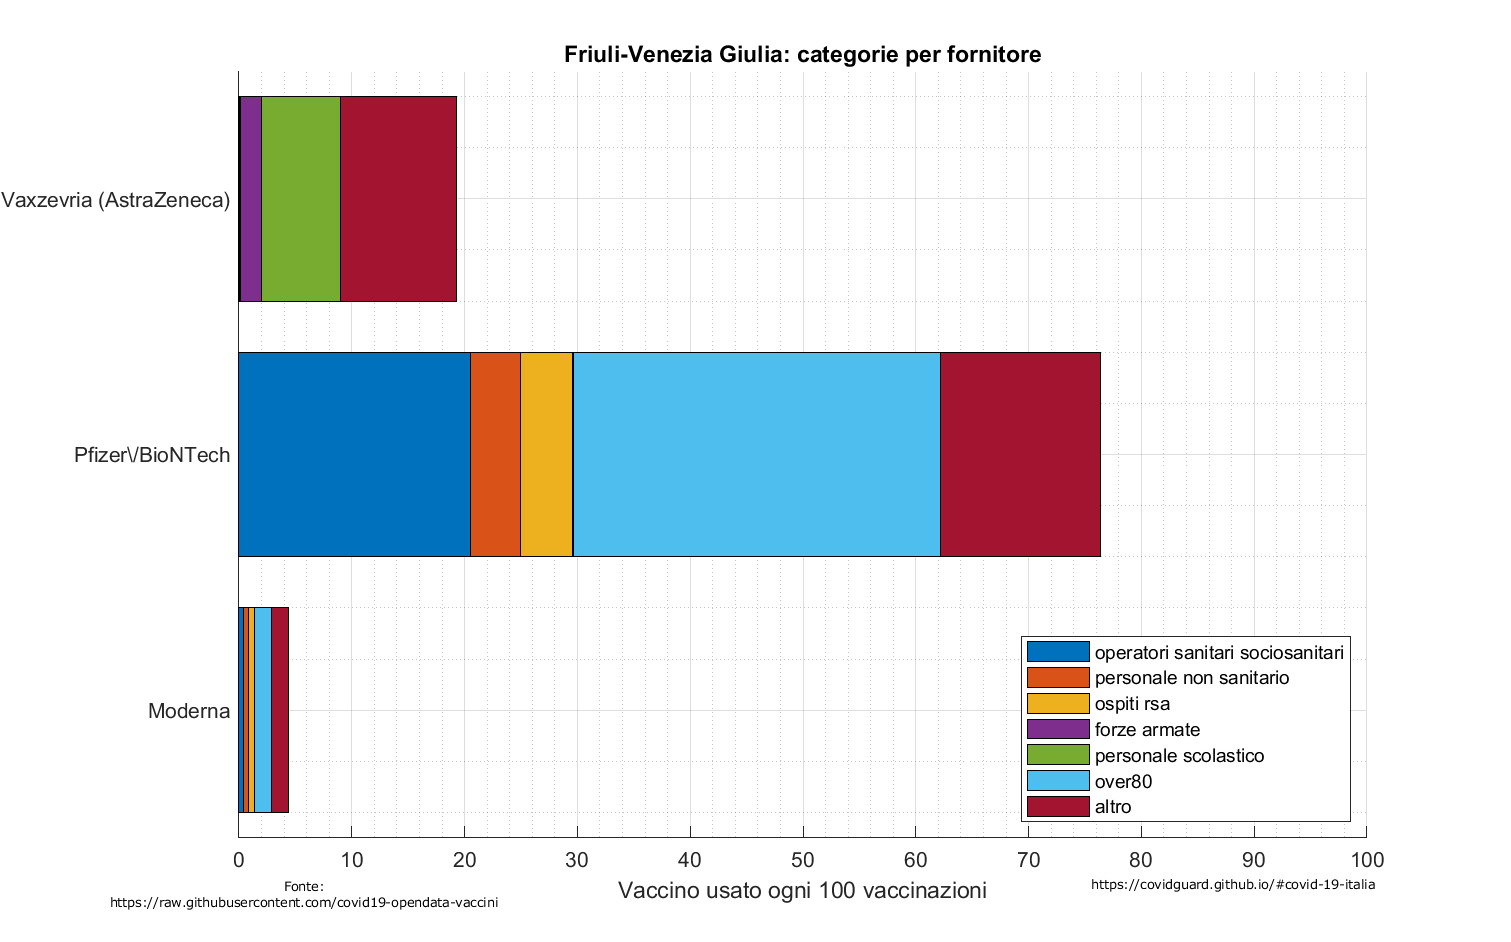 Friuli-Venezia Giulia: categorie per fornitore
Vaxzevria (AstraZeneca)
Pfizer\/BioNTech
Moderna
operatori sanitari sociosanitari
personale non sanitario
ospiti rsa
forze armate
personale scolastico
over80
altro
0 10 20 30 40 50 60 70 80 90 100
Vaccino usato ogni 100 vaccinazioni
Fonte:
https://raw.githubusercontent.com/covid19-opendata-vaccini
https://covidguard.github.io/#covid-19-italia